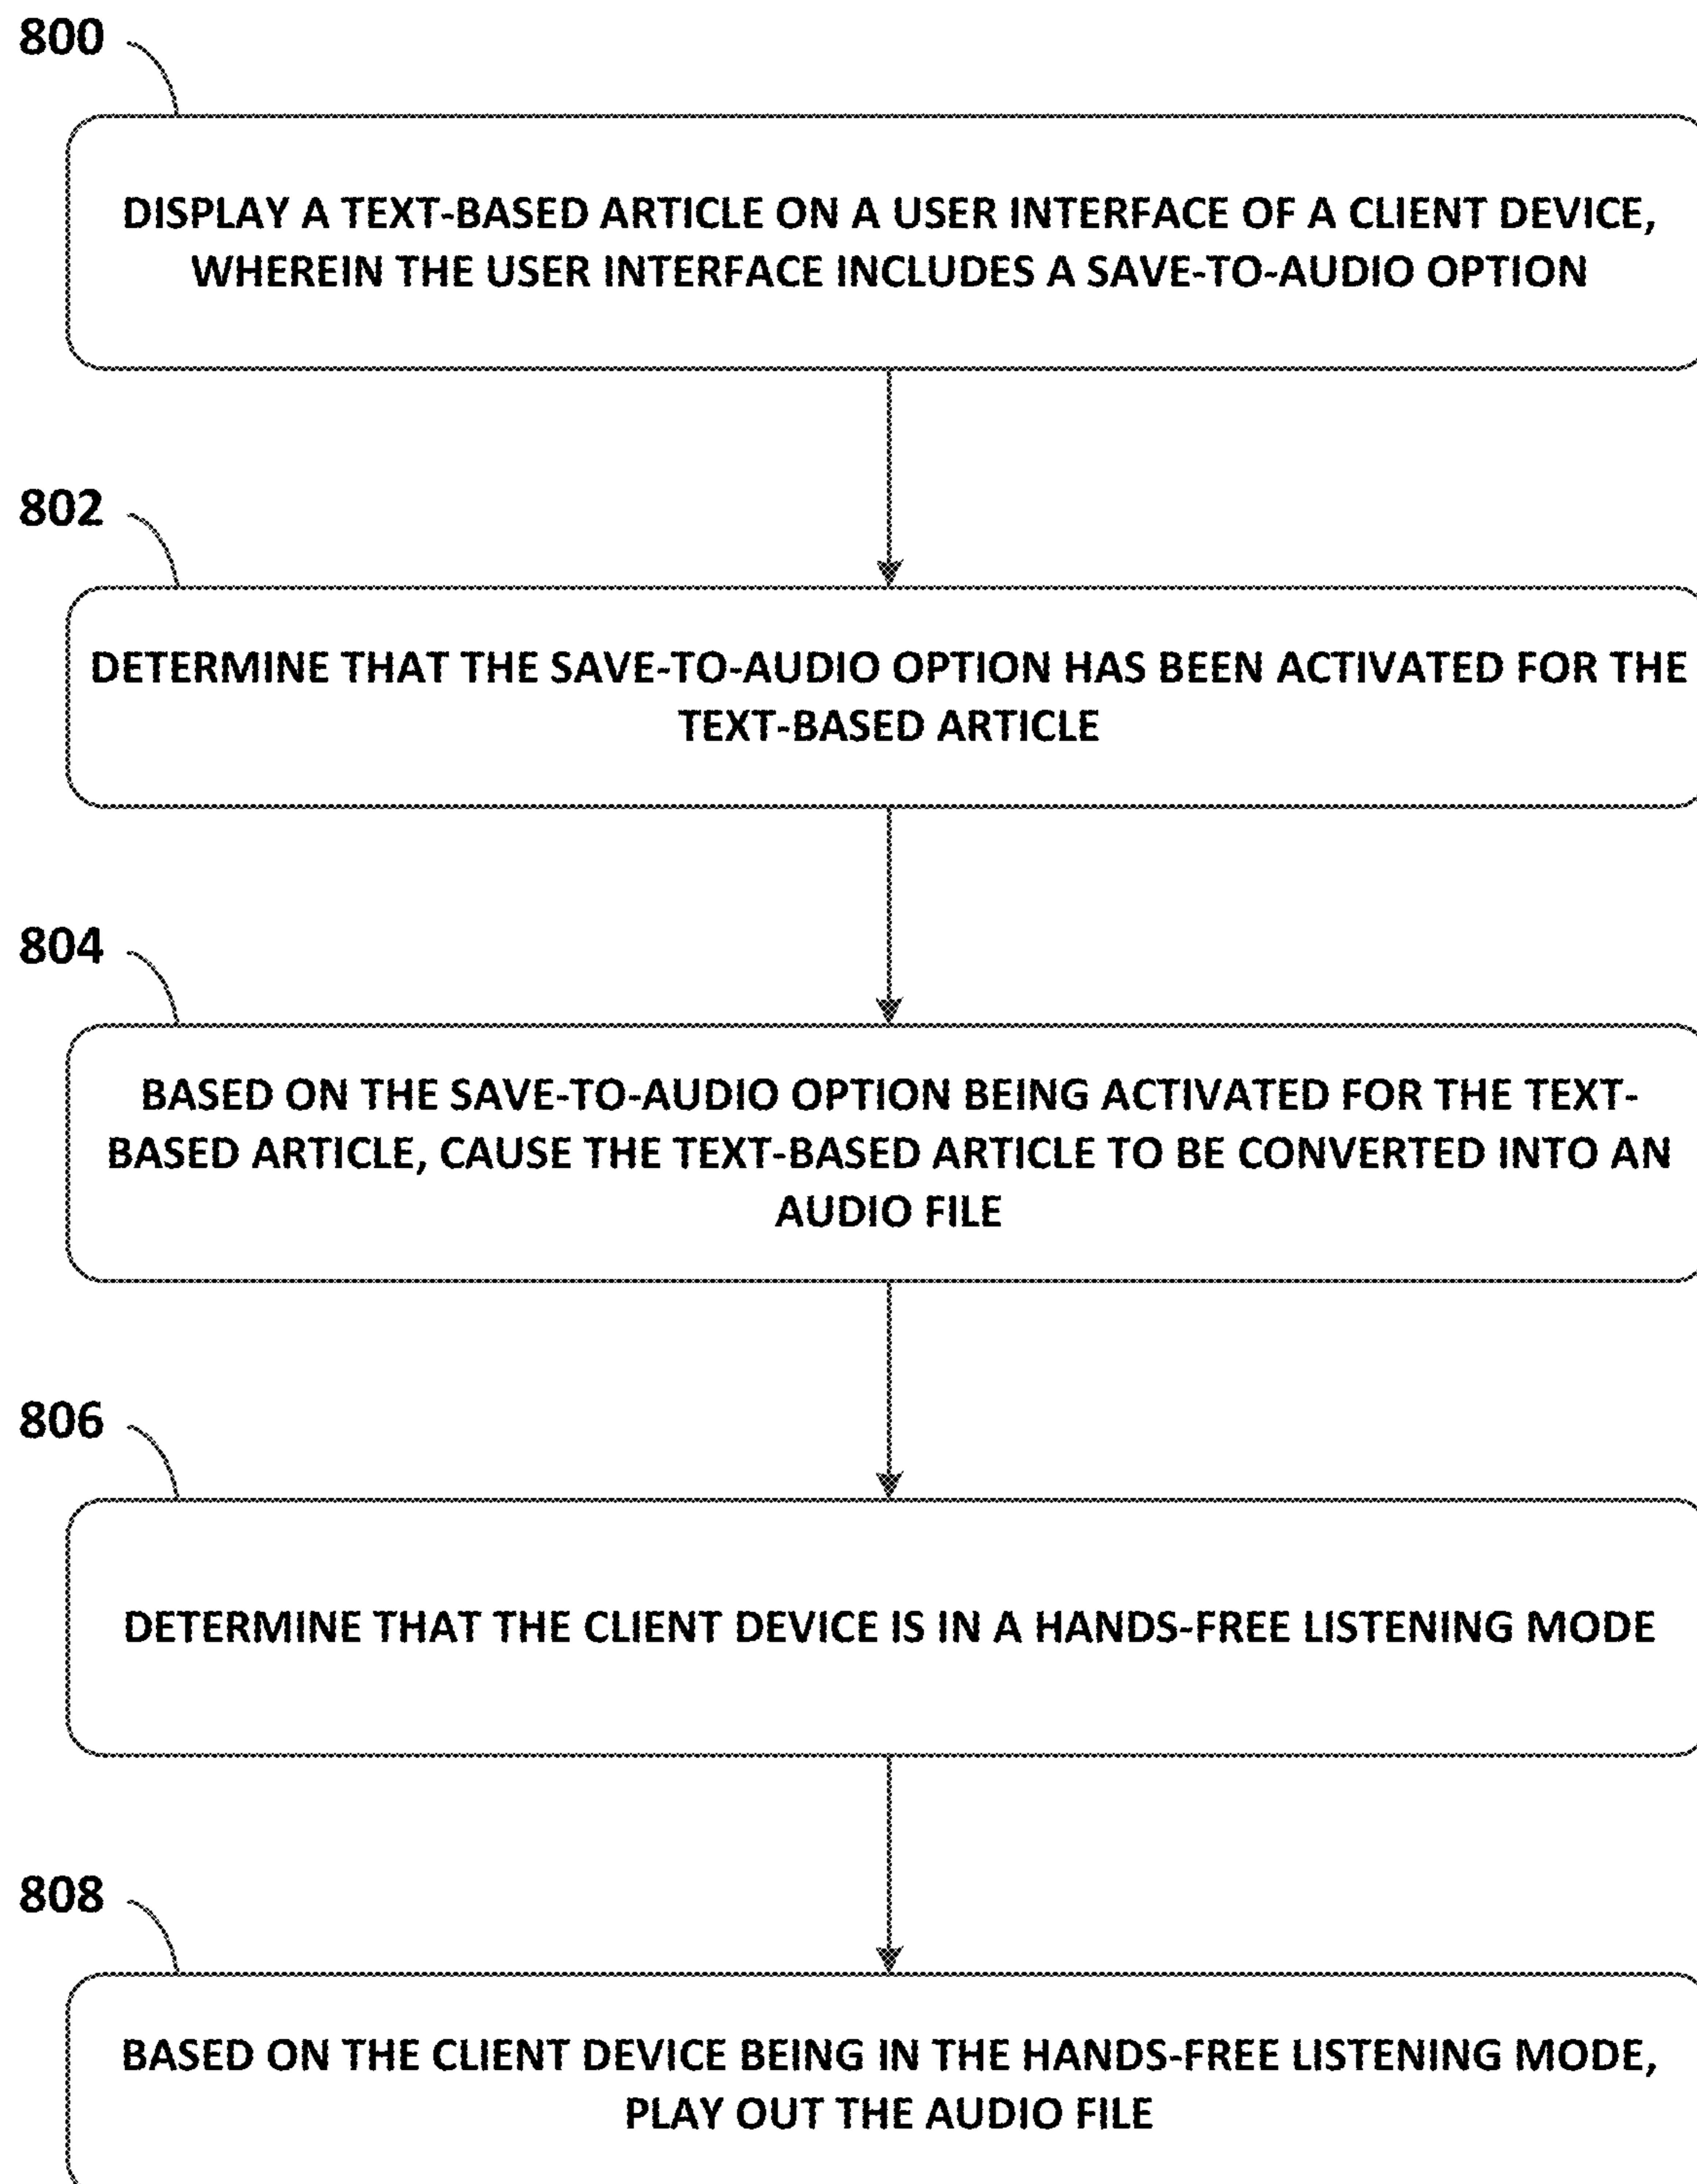 800
DISPLAY A TEXT-BASED ARTICLE ON A USER INTERFACE OF A CLIENT DEVICE,
WHEREIN THE USER INTERFACE INCLUDES A SAVE-TO-AUDIO OPTION
802
DETERMINE THAT THE SAVE-TO-AUDIO OPTION HAS BEEN ACTIVATED FOR THE
TEXT-BASED ARTICLE
804
BASED ON THE SAVE-TO-AUDIO OPTION BEING ACTIVATED FOR THE TEXT-
BASED ARTICLE, CAUSE THE TEXT-BASED ARTICLE TO BE CONVERTED INTO AN
AUDIO FILE
806
DETERMINE THAT THE CLIENT DEVICE IS IN A HANDS-FREE LISTENING MODE
808
BASED ON THE CLIENT DEVICE BEING IN THE HANDS-FREE LISTENING MODE,
PLAY OUT THE AUDIO FILE